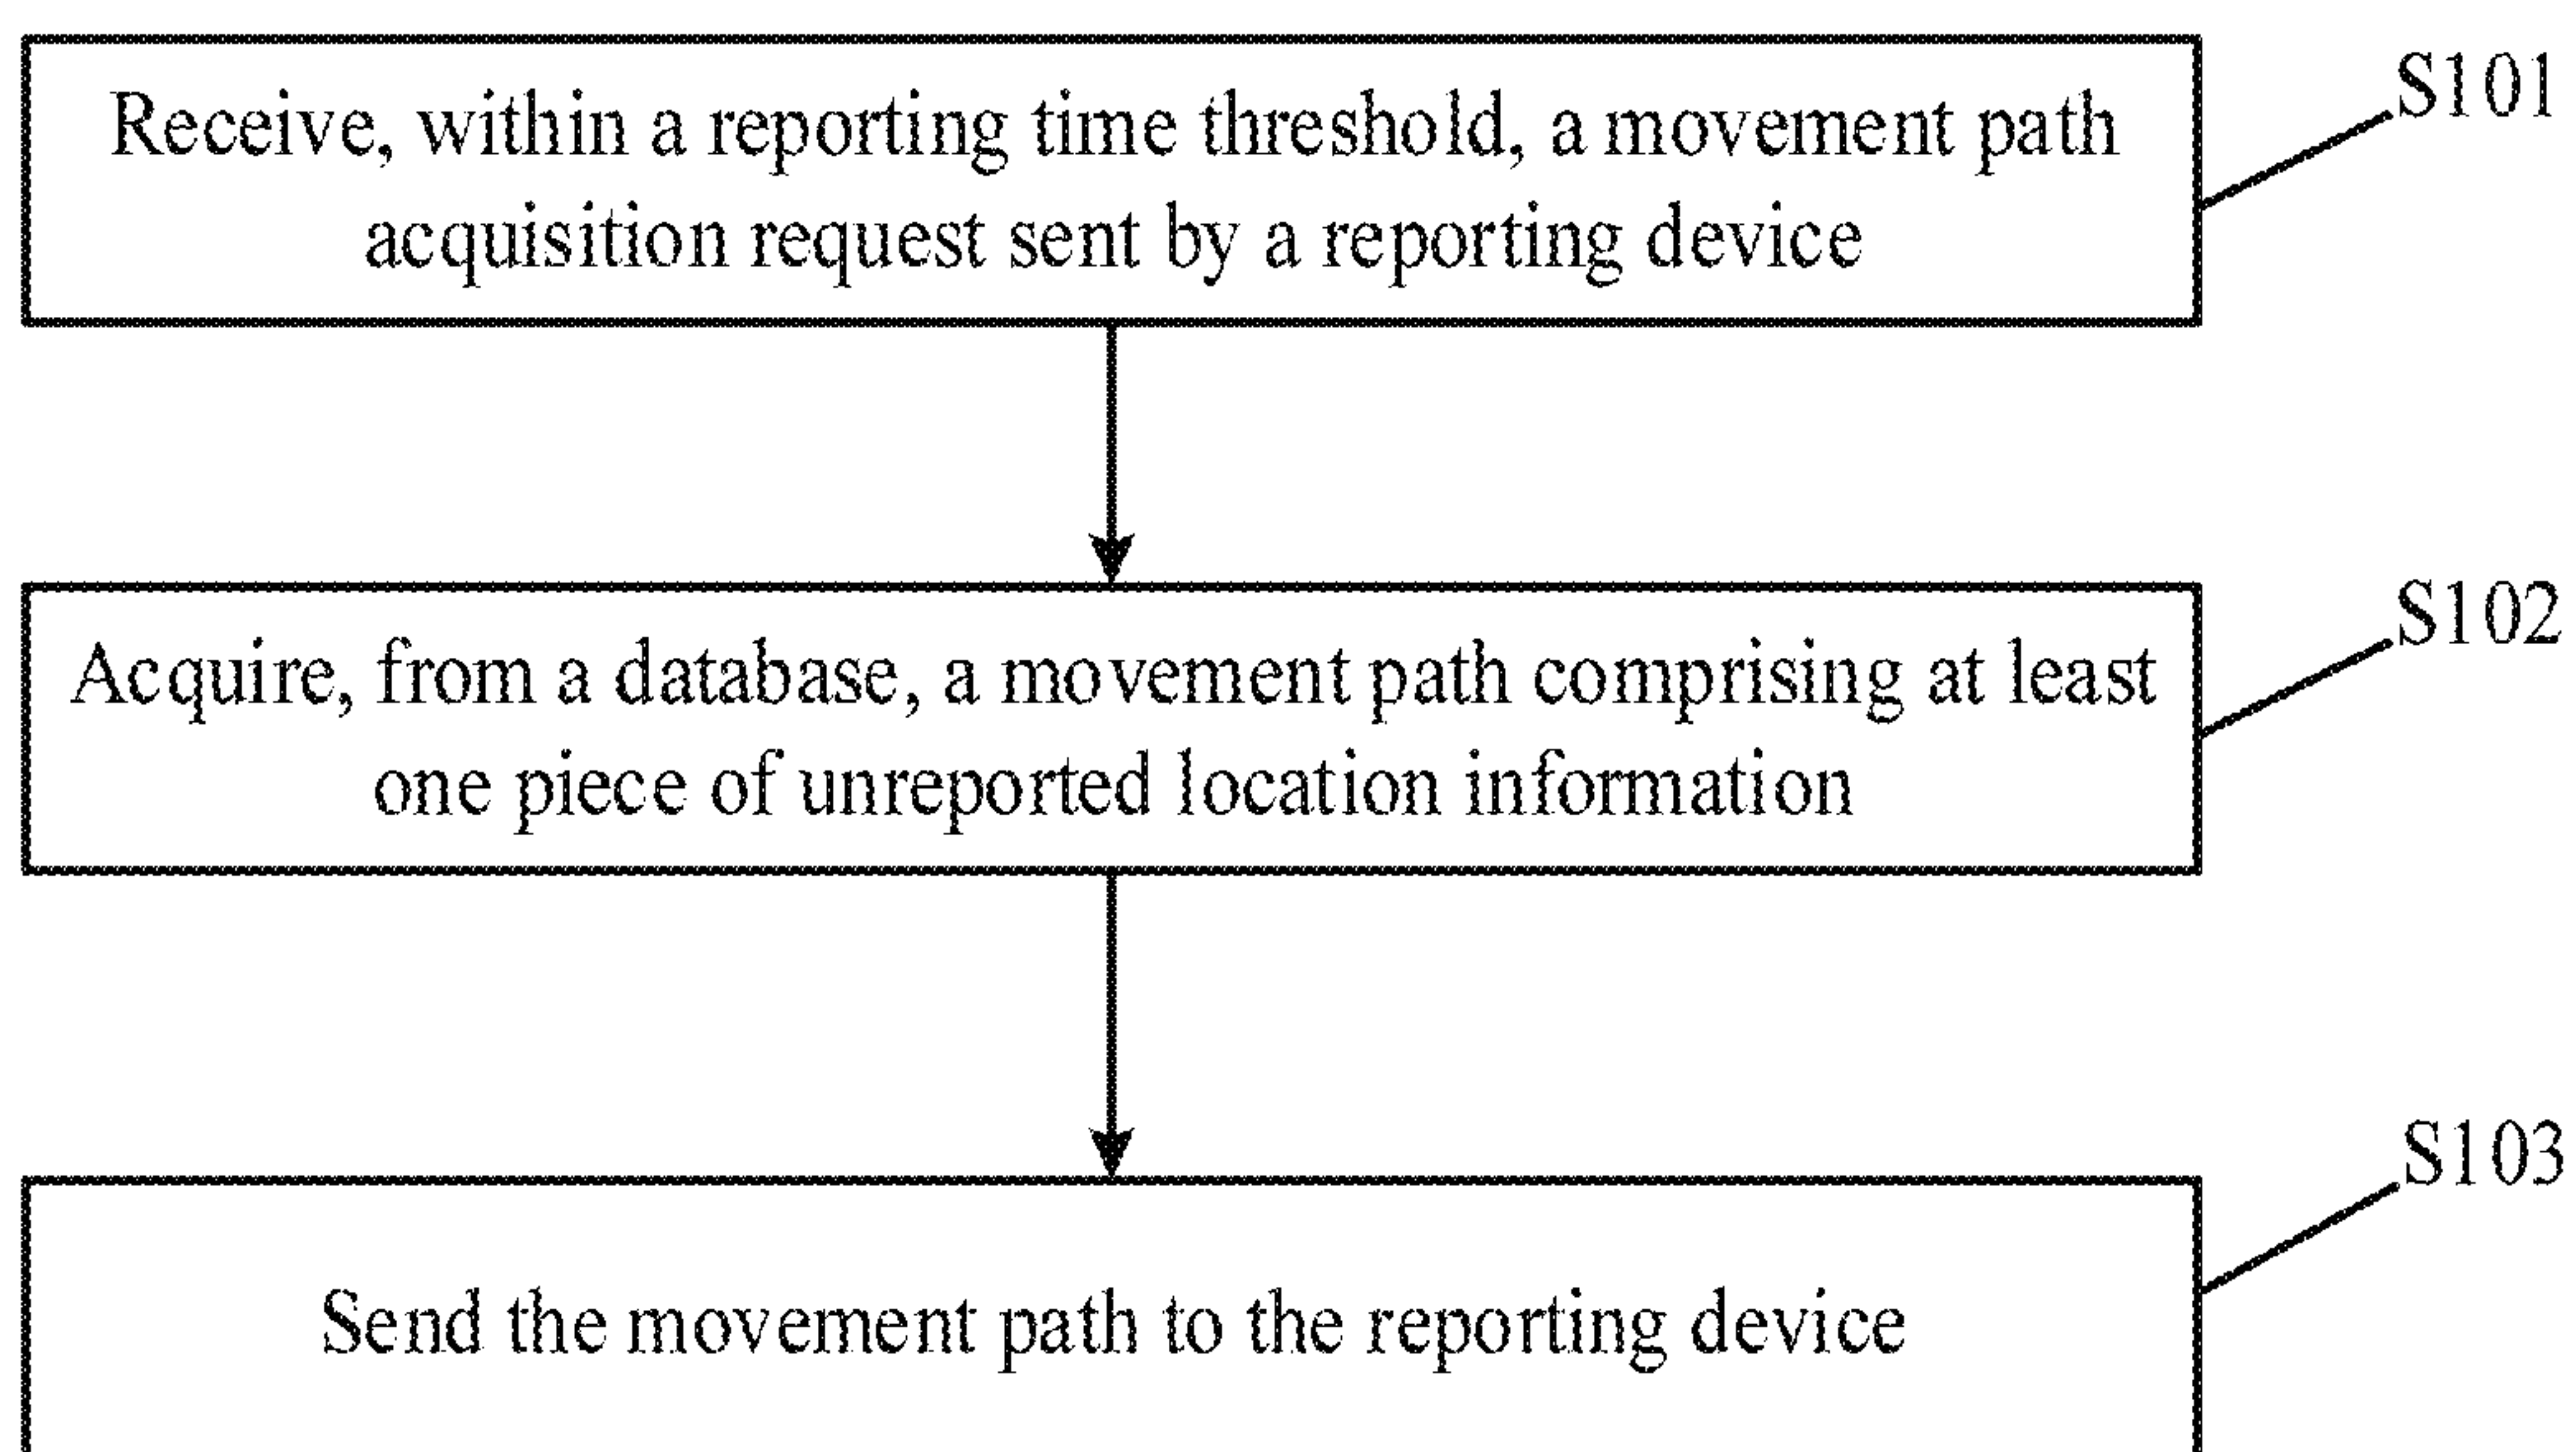 Receive, within a reporting time threshold, a movement path
acquisition request sent by a reporting device
S101
Acquire, from a database, a movement path comprising at least
one piece of unreported location information
S102
Send the movement path to the reporting device
S103